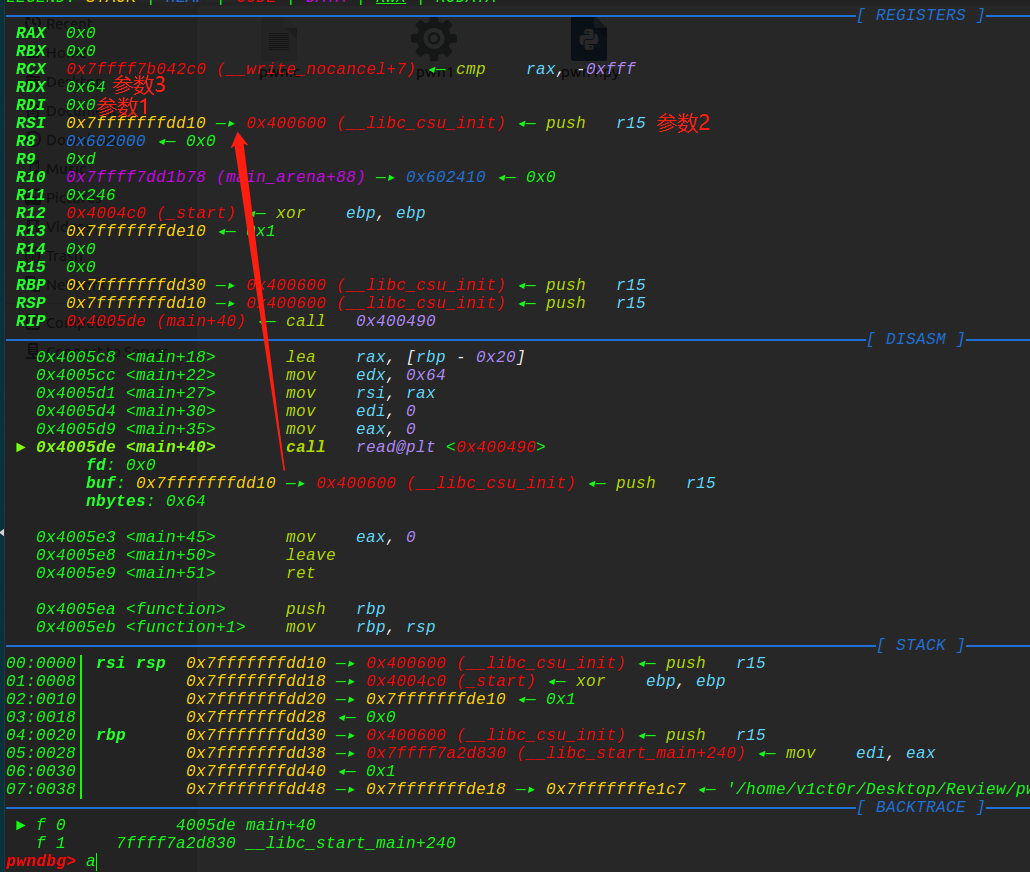 LEGEND: STACK | HEAP | CODE | DATA | RWX | RODATA
[ REGISTERS ]
RAX 0x0
RBX 0x0
RCX 0x7ffff7b042c0 (__write_nocancel+7) ◂— cmp rax, -0xfff
RDX 0x64 参数3
RDI 0x0 参数1
RSI 0x7fffffffdd10 —▸ 0x400600 (__libc_csu_init) ◂— push r15 参数2
R8 0x602000 ◂— 0x0
R9 0xd
R10 0x7ffff7dd1b78 (main_arena+88) —▸ 0x602410 ◂— 0x0
R11 0x246
R12 0x4004c0 (_start) ◂— xor ebp, ebp
R13 0x7fffffffde10 ◂— 0x1
R14 0x0
R15 0x0
RBP 0x7fffffffdd30 —▸ 0x400600 (__libc_csu_init) ◂— push r15
RSP 0x7fffffffdd10 —▸ 0x400600 (__libc_csu_init) ◂— push r15
RIP 0x4005de (main+40) ◂— call 0x400490
[ DISASM ]
0x4005c8 <main+18> lea rax, [rbp - 0x20]
0x4005cc <main+22> mov edx, 0x64
0x4005d1 <main+27> mov rsi, rax
0x4005d4 <main+30> mov edi, 0
0x4005d9 <main+35> mov eax, 0
► 0x4005de <main+40> call read@plt <0x400490>
fd: 0x0
buf: 0x7fffffffdd10 —▸ 0x400600 (__libc_csu_init) ◂— push r15
nbytes: 0x64
0x4005e3 <main+45> mov eax, 0
0x4005e8 <main+50> leave
0x4005e9 <main+51> ret
0x4005ea <function> push rbp
0x4005eb <function+1> mov rbp, rsp
[ STACK ]
00:0000│ rsi rsp 0x7fffffffdd10 —▸ 0x400600 (__libc_csu_init) ◂— push r15
01:0008│ 0x7fffffffdd18 —▸ 0x4004c0 (_start) ◂— xor ebp, ebp
02:0010│ 0x7fffffffdd20 —▸ 0x7fffffffde10 ◂— 0x1
03:0018│ 0x7fffffffdd28 ◂— 0x0
04:0020│ rbp 0x7fffffffdd30 —▸ 0x400600 (__libc_csu_init) ◂— push r15
05:0028│ 0x7fffffffdd38 —▸ 0x7ffff7a2d830 (__libc_start_main+240) ◂— mov edi, eax
06:0030│ 0x7fffffffdd40 ◂— 0x1
07:0038│ 0x7fffffffdd48 —▸ 0x7fffffffde18 —▸ 0x7fffffffe1c7 ◂— '/home/v1ct0r/Desktop/Review/pw
[ BACKTRACE ]
► f 0 4005de main+40
f 1 7ffff7a2d830 __libc_start_main+240
pwndbg> a